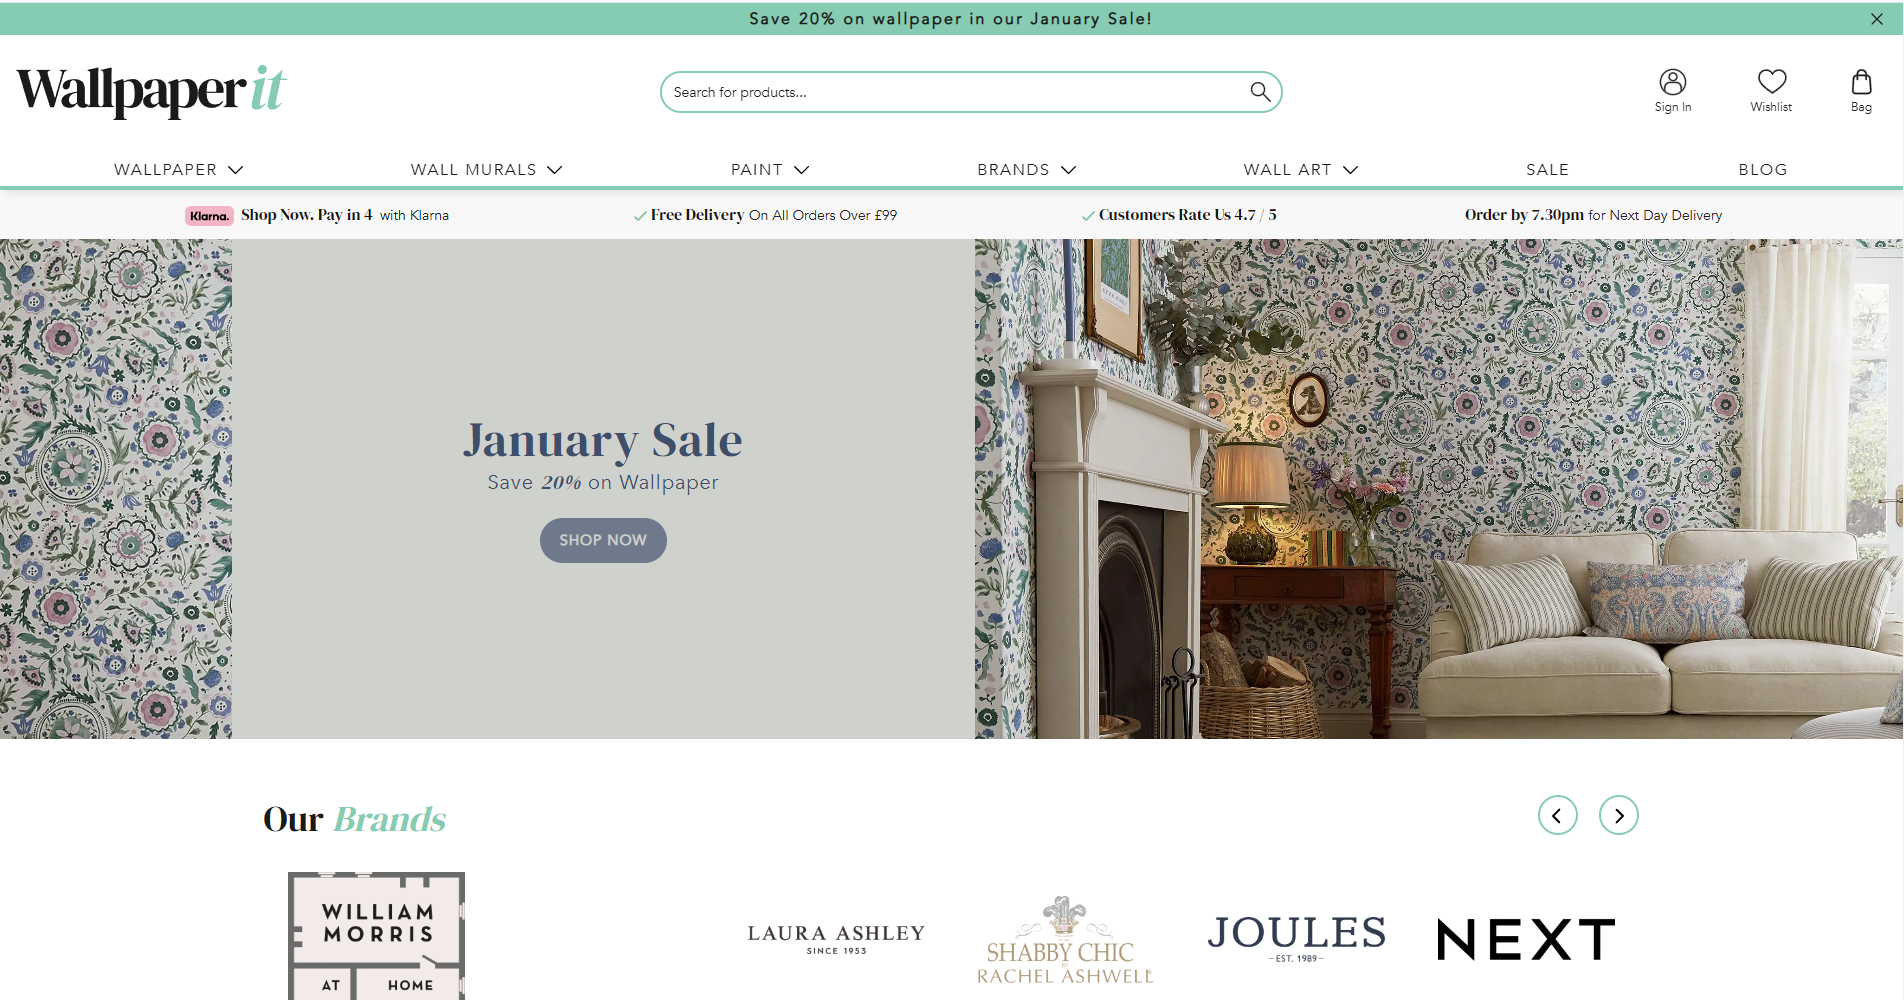 Save 20% on wallpaper in our January Sale!
Wallpaper it
Search for products...
Sign In
Wishlist
Bag
WALLPAPER
WALL MURALS
PAINT
BRANDS
WALL ART
SALE
BLOG
Klarna. Shop Now. Pay in 4 with Klarna
Free Delivery On All Orders Over £99
Customers Rate Us 4.7 / 5
Order by 7.30pm for Next Day Delivery
January Sale
Save 20% on Wallpaper
SHOP NOW
Our Brands
WILLIAM
MORRIS
AT HOME
LAURA ASHLEY
SINCE 1953
SHABBY CHIC
RACHEL ASHWELL
JOULES
EST. 1989
NEXT